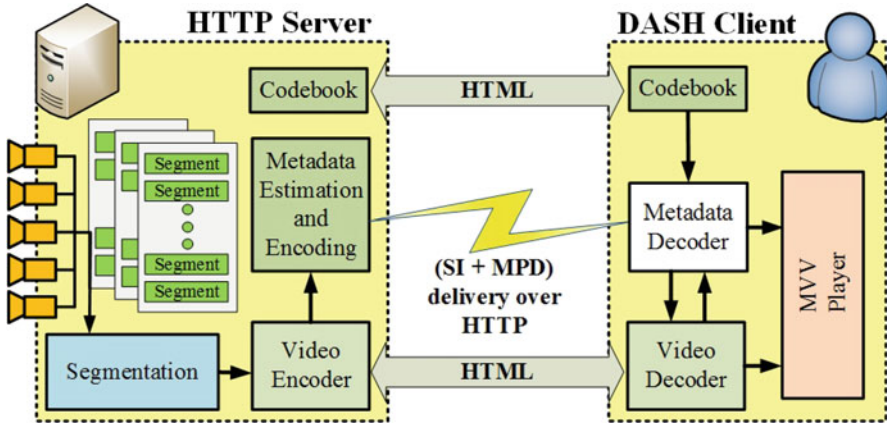 HTTP Server
DASH Client
Codebook
HTML
Codebook
Segment
Segment
Segment
Segment
Metadata
Estimation
and
Encoding
Metadata
Decoder
(SI + MPD)
delivery over
HTTP
MVV
Player
Segmentation
Video
Encoder
HTML
Video
Decoder